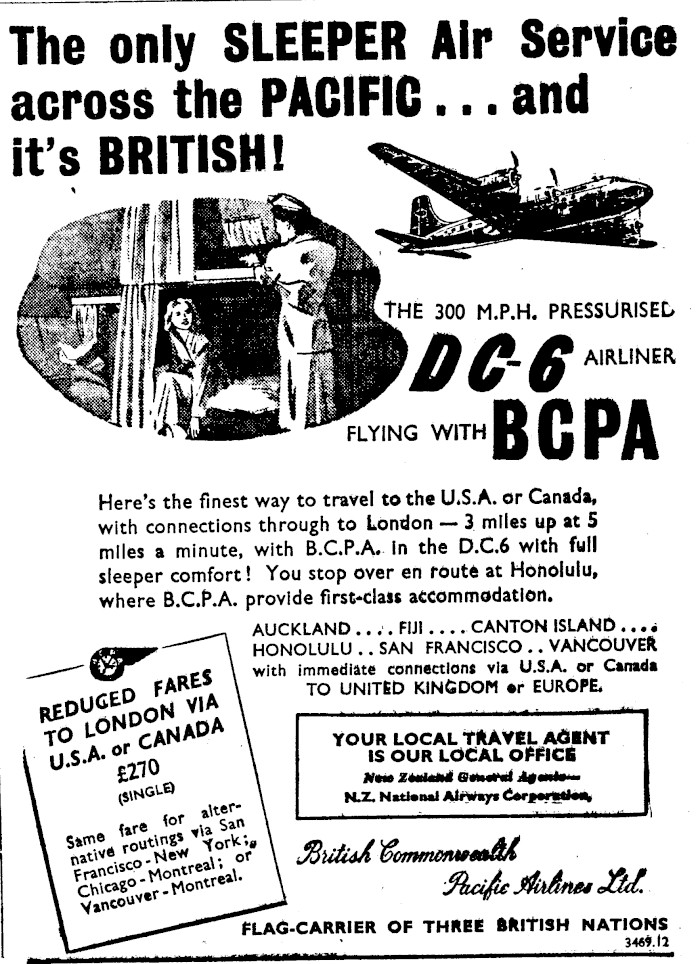 The only SLEEPER Air Service
across the PACIFIC . . . and
it's BRITISH!
THE 300 M.P.H. PRESSURISED
DC-6 AIRLINER
FLYING WITH BCPA
Here's the finest way to travel to the U.S.A. or Canada,
with connections through to London — 3 miles up at 5
miles a minute, with B.C.P.A. in the D.C.6 with full
sleeper comfort! You stop over en route at Honolulu,
where B.C.P.A. provide first-class accommodation.
AUCKLAND . . . . FIJI . . . . CANTON ISLAND . . . .
HONOLULU . . SAN FRANCISCO . . VANCOUVER
with immediate connections via U.S.A. or Canada
TO UNITED KINGDOM or EUROPE.
REDUCED FARES
TO LONDON VIA
U.S.A. or CANADA
£270
(SINGLE)
Same fare for alter-
native routings via San
Francisco - New York;
Chicago - Montreal; or
Vancouver - Montreal.
YOUR LOCAL TRAVEL AGENT
IS OUR LOCAL OFFICE
New Zealand General Agents—
N.Z. National Airways Corporation,
British Commonwealth
Pacific Airlines Ltd.
FLAG-CARRIER OF THREE BRITISH NATIONS
3469.12